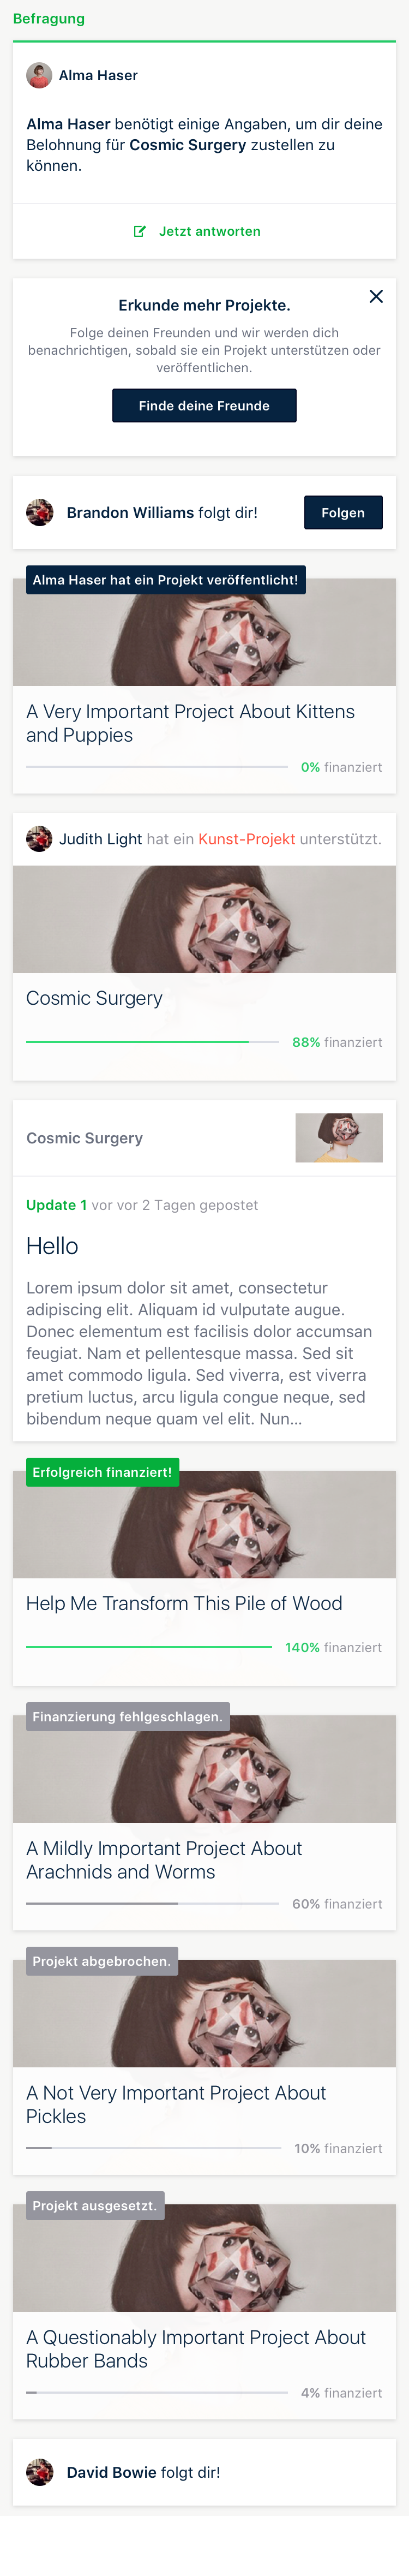 Befragung
Alma Haser
Alma Haser benötigt einige Angaben, um dir deine
Belohnung für Cosmic Surgery zustellen zu
können.
Jetzt antworten
Erkunde mehr Projekte.
Folge deinen Freunden und wir werden dich
benachrichtigen, sobald sie ein Projekt unterstützen oder
veröffentlichen.
Finde deine Freunde
Brandon Williams folgt dir!
Folgen
Alma Haser hat ein Projekt veröffentlicht!
A Very Important Project About Kittens
and Puppies
0% finanziert
Judith Light hat ein Kunst-Projekt unterstützt.
Cosmic Surgery
88% finanziert
Cosmic Surgery
Update 1 vor vor 2 Tagen gepostet
Hello
Lorem ipsum dolor sit amet, consectetur
adipiscing elit. Aliquam id vulputate augue.
Donec elementum est facilisis dolor accumsan
feugiat. Nam et pellentesque massa. Sed sit
amet commodo ligula. Sed viverra, est viverra
pretium luctus, arcu ligula congue neque, sed
bibendum neque quam vel elit. Nun...
Erfolgreich finanziert!
Help Me Transform This Pile of Wood
140% finanziert
Finanzierung fehlgeschlagen.
A Mildly Important Project About
Arachnids and Worms
60% finanziert
Projekt abgebrochen.
A Not Very Important Project About
Pickles
10% finanziert
Projekt ausgesetzt.
A Questionably Important Project About
Rubber Bands
4% finanziert
David Bowie folgt dir!